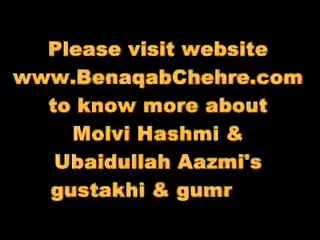 Please visit website
www.BenaqabChehre.com
to know more about
Molvi Hashmi &
Ubaidullah Aazmi's
gustakhi & gumr